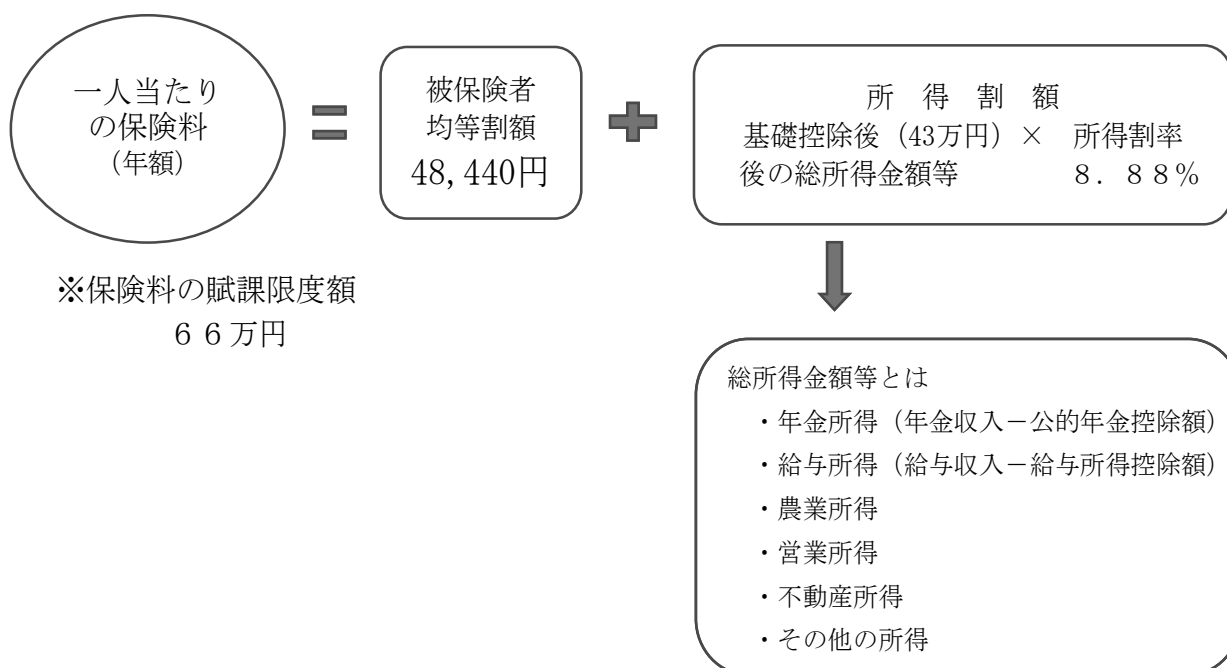 一人当たり
の保険料
(年額)
=
被保険者
均等割額
48,440円
+
所得割額
基礎控除後（43万円）× 所得割率
後の総所得金額等 ８．８８%
※保険料の賦課限度額
６６万円
総所得金額等とは
・年金所得（年金収入－公的年金控除額）
・給与所得（給与収入－給与所得控除額）
・農業所得
・営業所得
・不動産所得
・その他の所得